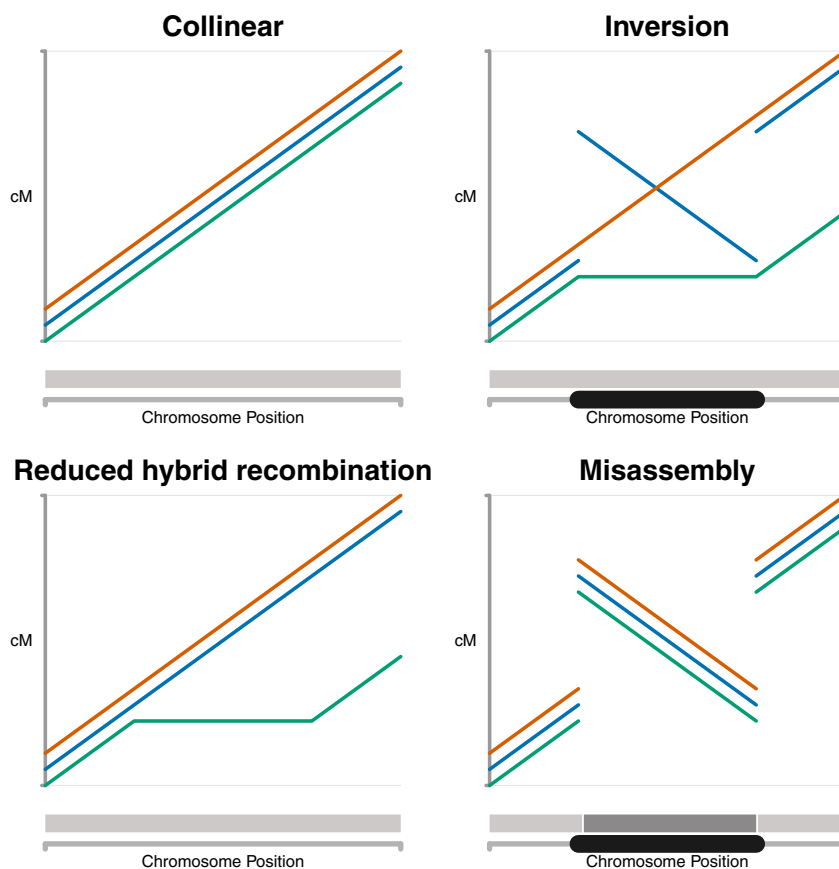 Collinear
cM
Chromosome Position
Inversion
cM
Chromosome Position
Reduced hybrid recombination
cM
Chromosome Position
Misassembly
cM
Chromosome Position